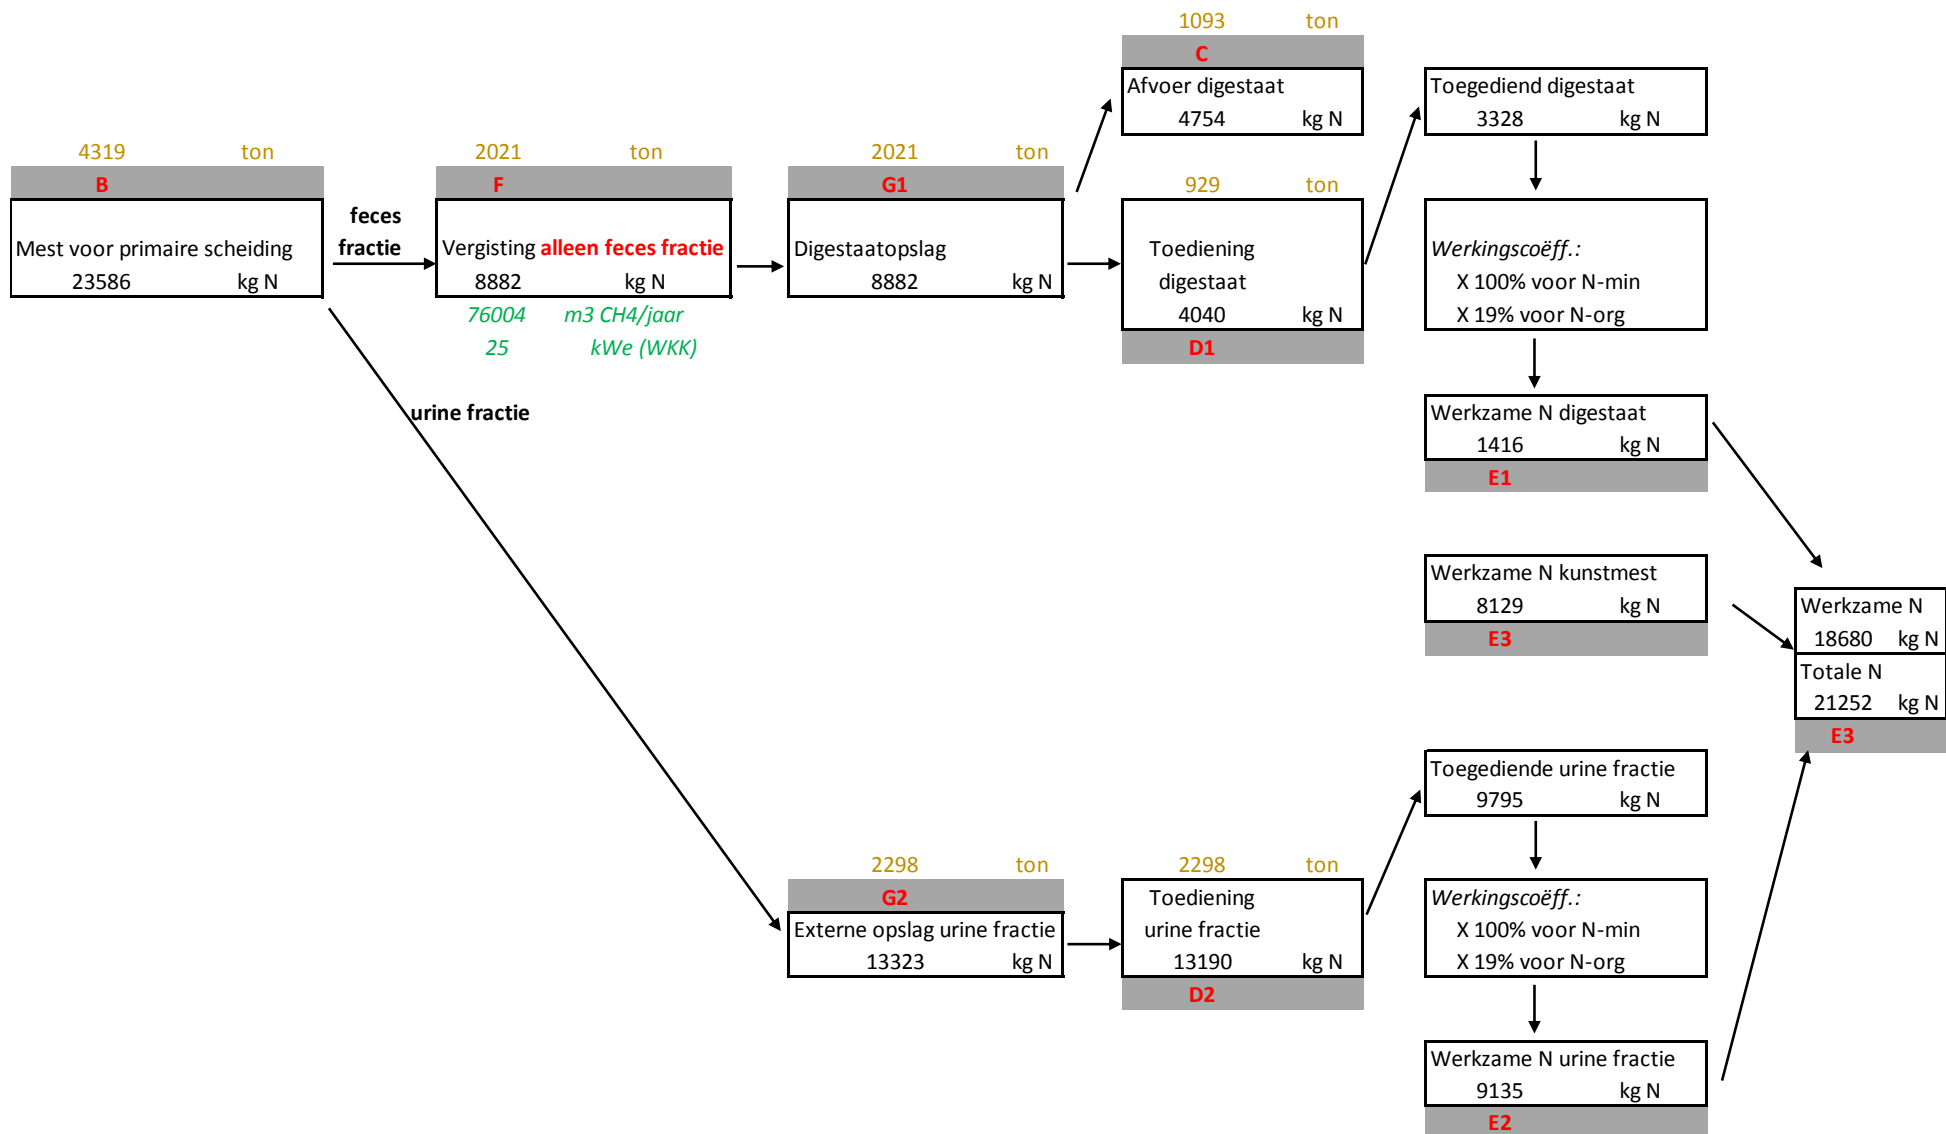 4319 ton
B
Mest voor primaire scheiding
23586 kg N
feces
fractie
urine fractie
2021 ton
F
Vergisting alleen feces fractie
8882 kg N
76004 m3 CH4/jaar
25 kWe (WKK)
2021 ton
G1
Digestaatopslag
8882 kg N
1093 ton
C
Afvoer digestaat
4754 kg N
929 ton
Toediening
digestaat
4040 kg N
D1
Toegediend digestaat
3328 kg N
Werkingscoëff.:
X 100% voor N-min
X 19% voor N-org
Werkzame N digestaat
1416 kg N
E1
Werkzame N kunstmest
8129 kg N
E3
Werkzame N
18680 kg N
Totale N
21252 kg N
E3
2298 ton
G2
Externe opslag urine fractie
13323 kg N
2298 ton
Toediening
urine fractie
13190 kg N
D2
Toegediende urine fractie
9795 kg N
Werkingscoëff.:
X 100% voor N-min
X 19% voor N-org
Werkzame N urine fractie
9135 kg N
E2